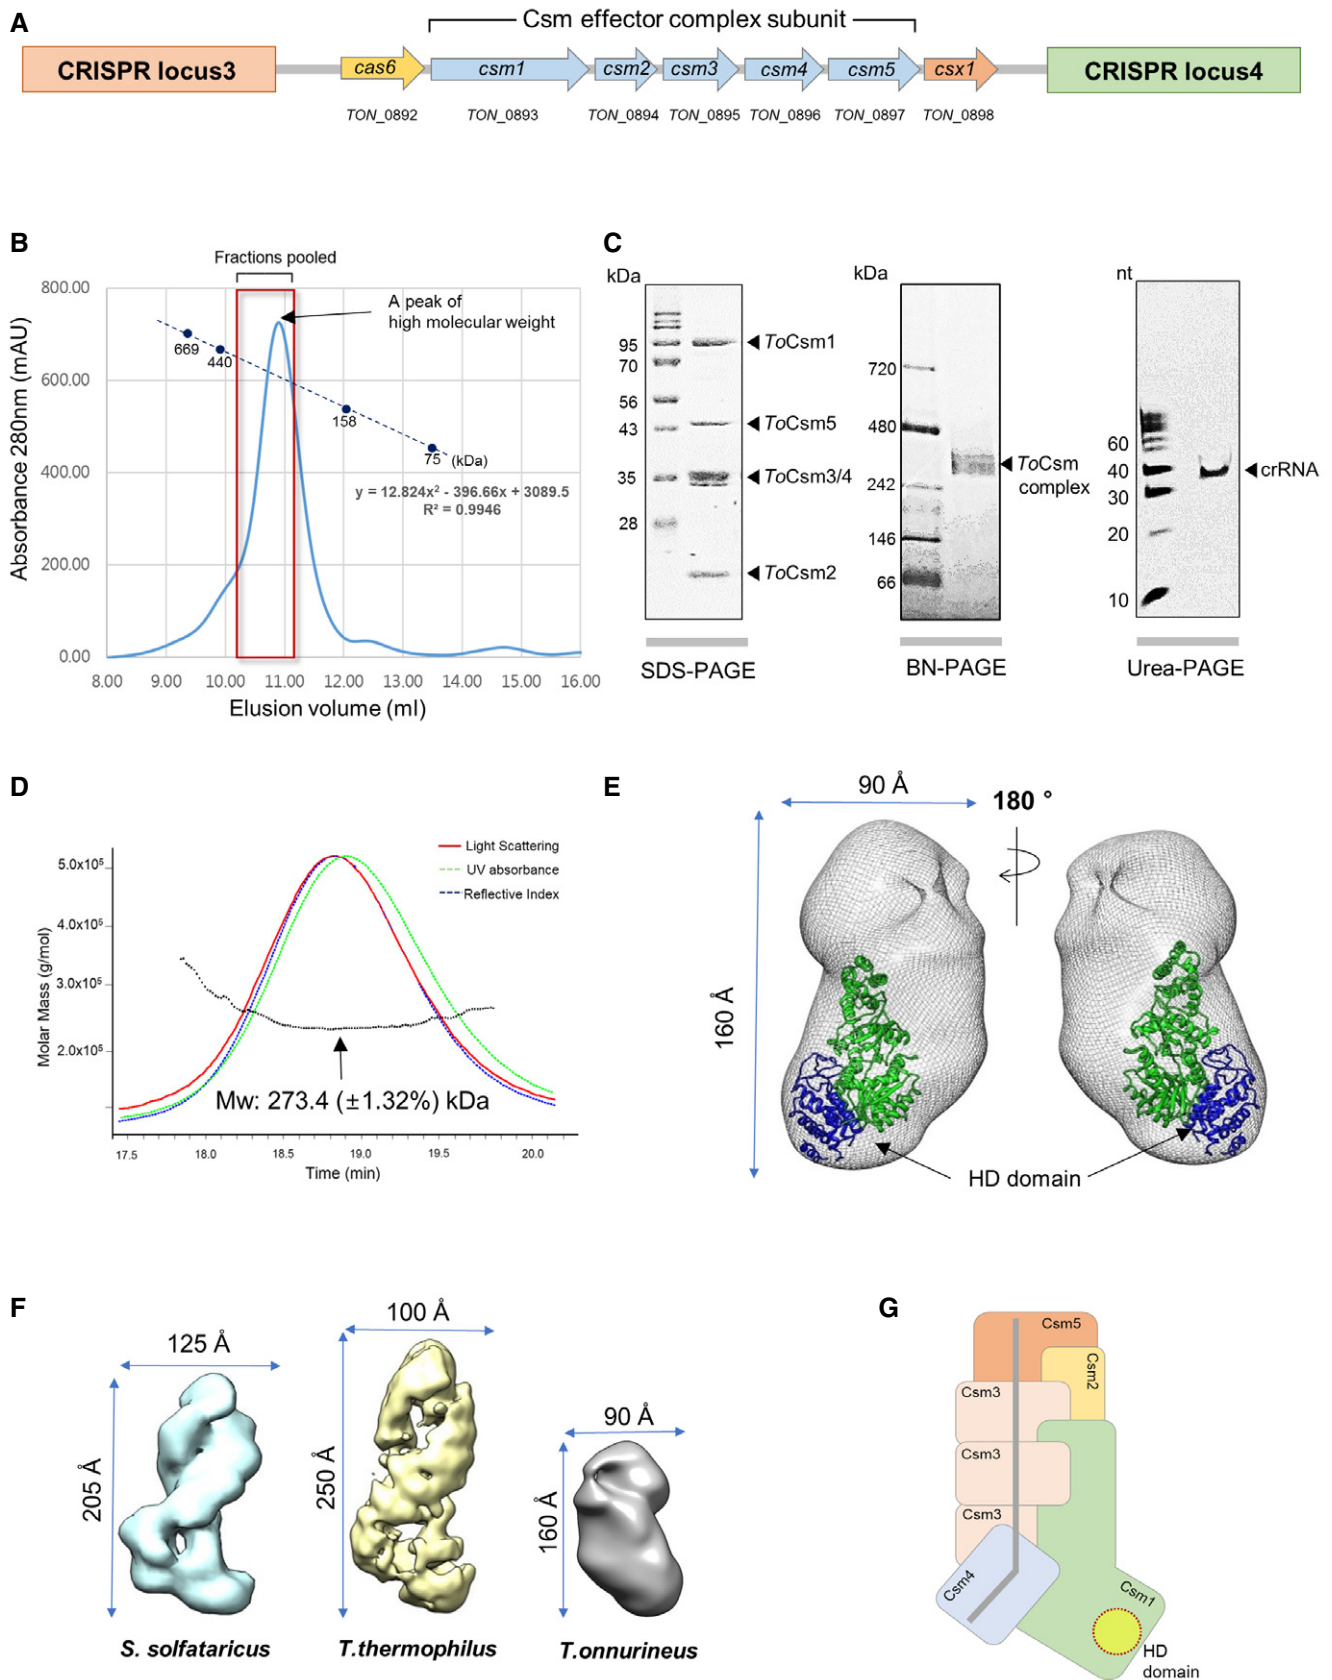 A
Csm effector complex subunit
CRISPR locus3
cas6
csm1
csm2
csm3
csm4
csm5
csx1
CRISPR locus4
TON_0892
TON_0893
TON_0894
TON_0895
TON_0896
TON_0897
TON_0898
B
Fractions pooled
800.00
600.00
400.00
200.00
0.00
Absorbance 280nm (mAU)
A peak of
high molecular weight
669
440
158
75 (kDa)
y = 12.824x² - 396.66x + 3089.5
R² = 0.9946
8.00 9.00 10.00 11.00 12.00 13.00 14.00 15.00 16.00
Elusion volume (ml)
C
kDa
95
70
56
43
35
28
ToCsm1
ToCsm5
ToCsm3/4
ToCsm2
SDS-PAGE
kDa
720
480
242
146
66
ToCsm
complex
BN-PAGE
nt
60
40
30
20
10
crRNA
Urea-PAGE
D
Light Scattering
UV absorbance
Reflective Index
5.0x10⁵
4.0x10⁵
3.0x10⁵
2.0x10⁵
Molar Mass (g/mol)
Mw: 273.4 (±1.32%) kDa
17.5 18.0 18.5 19.0 19.5 20.0
Time (min)
E
90 Å
180 °
160 Å
HD domain
F
125 Å
205 Å
S. solfataricus
100 Å
250 Å
T.thermophilus
90 Å
160 Å
T.onnurineus
G
Csm5
Csm2
Csm3
Csm3
Csm3
Csm4
Csm1
HD
domain